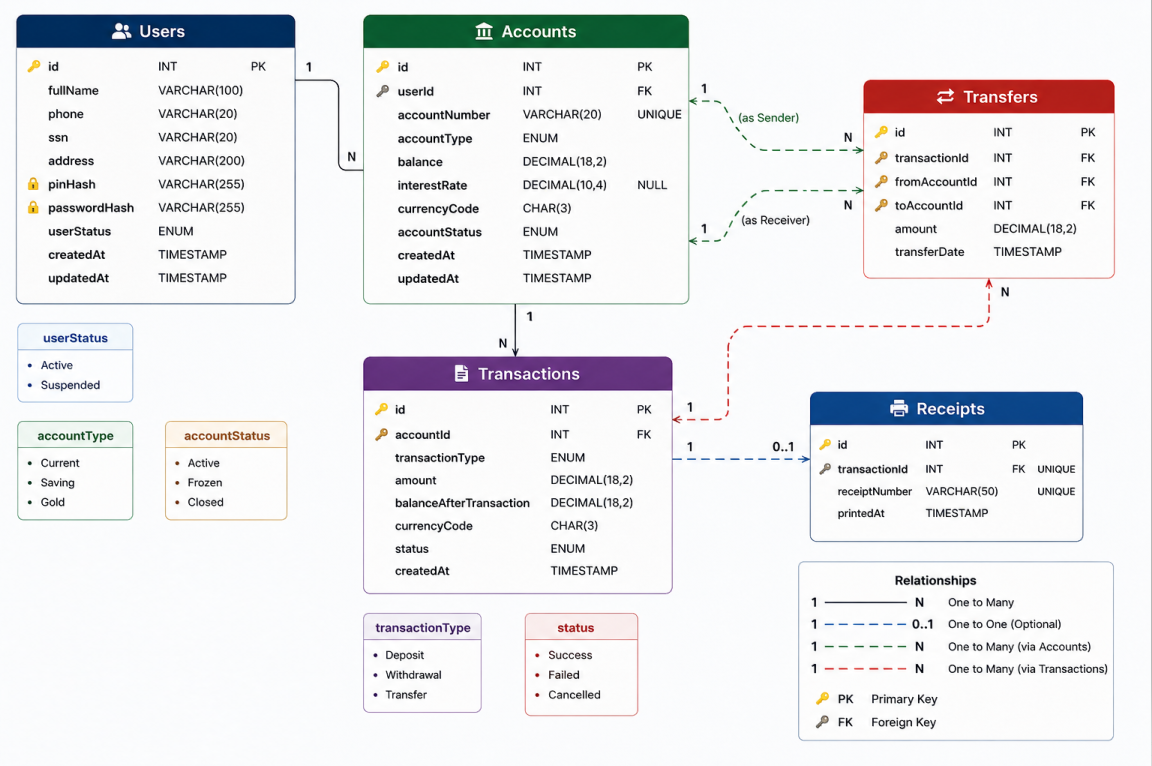 Users
id INT PK
fullName VARCHAR(100)
phone VARCHAR(20)
ssn VARCHAR(20)
address VARCHAR(200)
pinHash VARCHAR(255)
passwordHash VARCHAR(255)
userStatus ENUM
createdAt TIMESTAMP
updatedAt TIMESTAMP
1
N
Accounts
id INT PK
userId INT FK
accountNumber VARCHAR(20) UNIQUE
accountType ENUM
balance DECIMAL(18,2)
interestRate DECIMAL(10,4) NULL
currencyCode CHAR(3)
accountStatus ENUM
createdAt TIMESTAMP
updatedAt TIMESTAMP
1
(as Sender)
N
1
(as Receiver)
N
Transfers
id INT PK
transactionId INT FK
fromAccountId INT FK
toAccountId INT FK
amount DECIMAL(18,2)
transferDate TIMESTAMP
N
1
1
N
userStatus
• Active
• Suspended
accountType
• Current
• Saving
• Gold
accountStatus
• Active
• Frozen
• Closed
Transactions
id INT PK
accountId INT FK
transactionType ENUM
amount DECIMAL(18,2)
balanceAfterTransaction DECIMAL(18,2)
currencyCode CHAR(3)
status ENUM
createdAt TIMESTAMP
1
0..1
Receipts
id INT PK
transactionId INT FK UNIQUE
receiptNumber VARCHAR(50) UNIQUE
printedAt TIMESTAMP
transactionType
• Deposit
• Withdrawal
• Transfer
status
• Success
• Failed
• Cancelled
Relationships
1 N One to Many
1 0..1 One to One (Optional)
1 N One to Many (via Accounts)
1 N One to Many (via Transactions)
PK Primary Key
FK Foreign Key